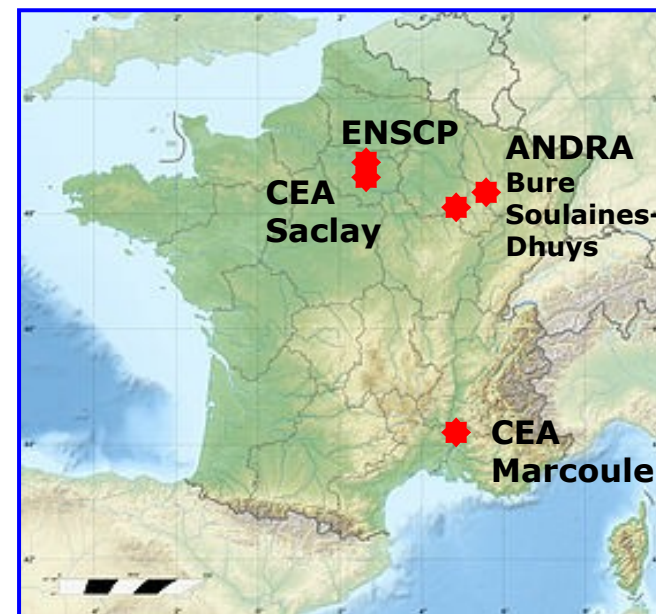 ENSCP
CEA
Saclay
ANDRA
Bure
Soulaines-
Dhuys
CEA
Marcoule